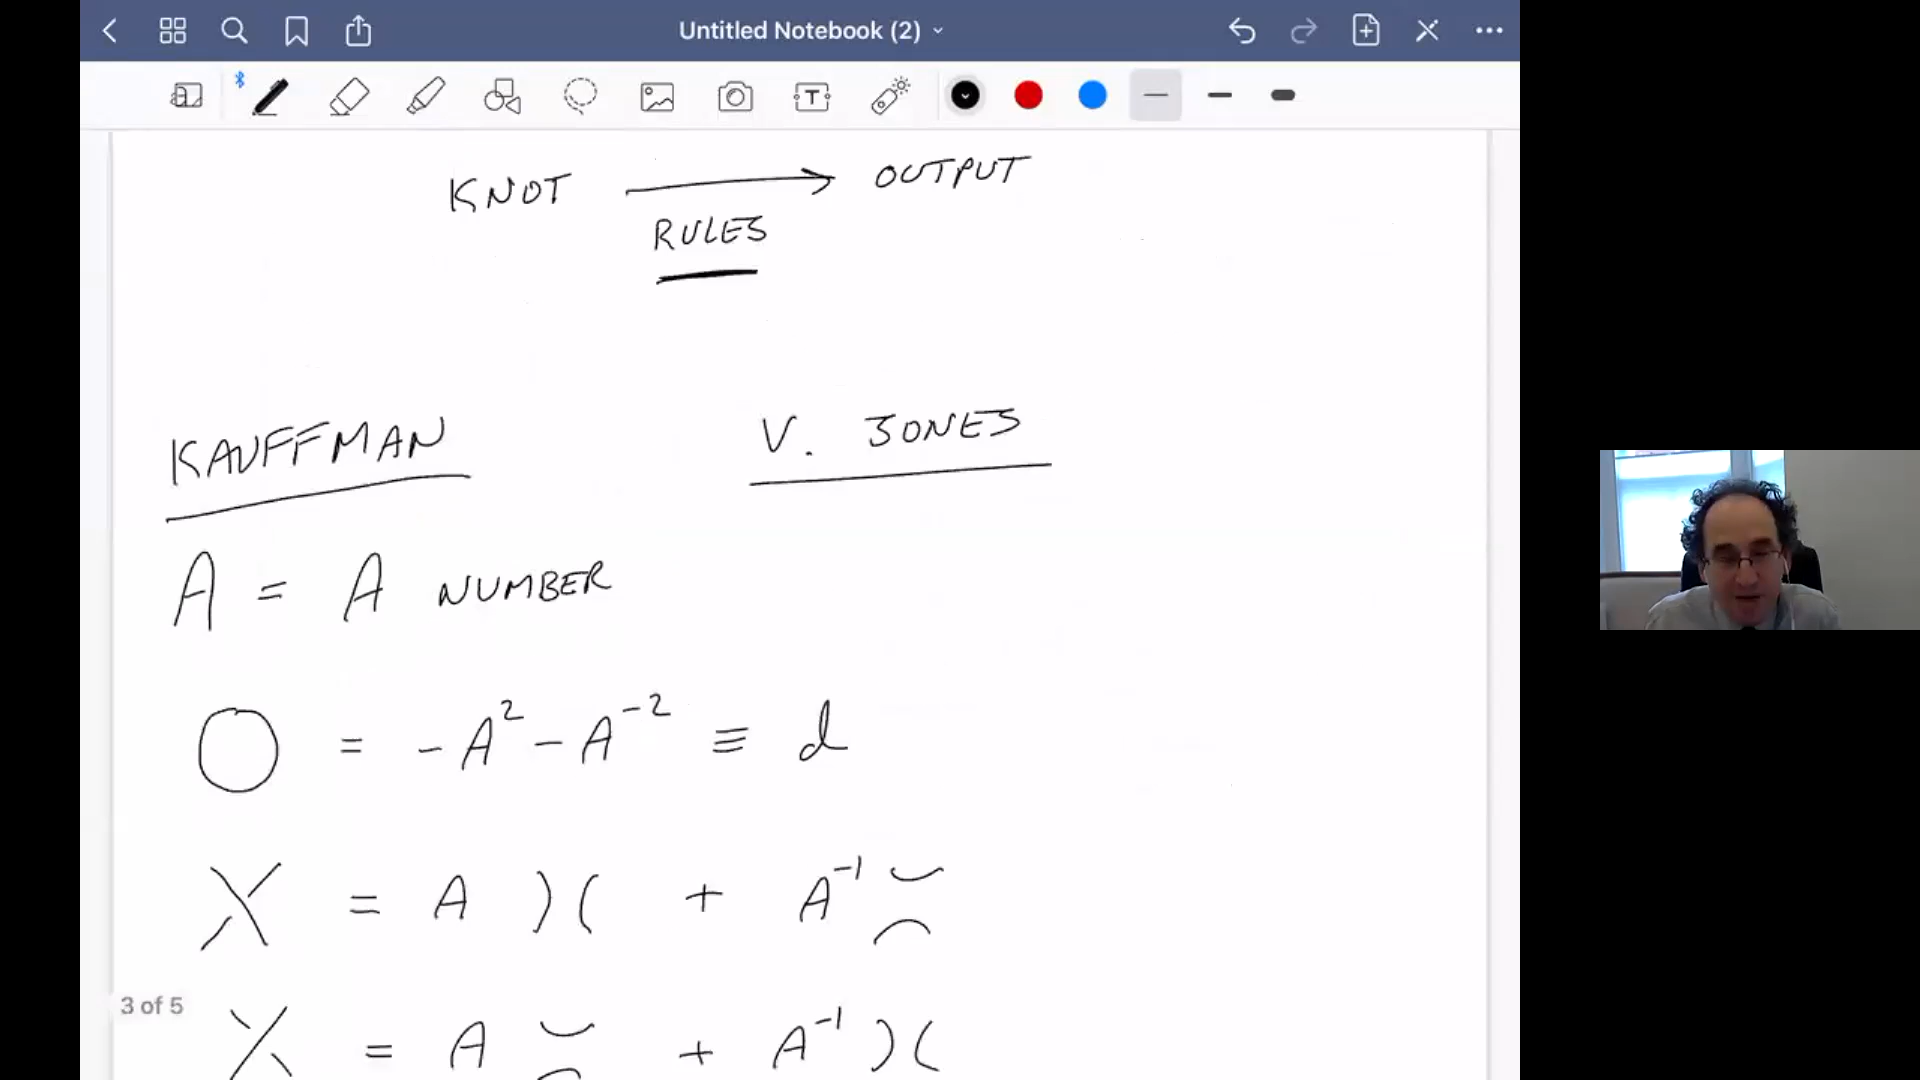 Untitled Notebook (2)
T
KNOT → OUTPUT
RULES
KAUFFMAN V. JONES
A = A NUMBER
O = -A² - A⁻² ≡ d
X = A )( + A⁻¹ ⌣⌢
3 of 5
X = A ⌣⌢ + A⁻¹ )(